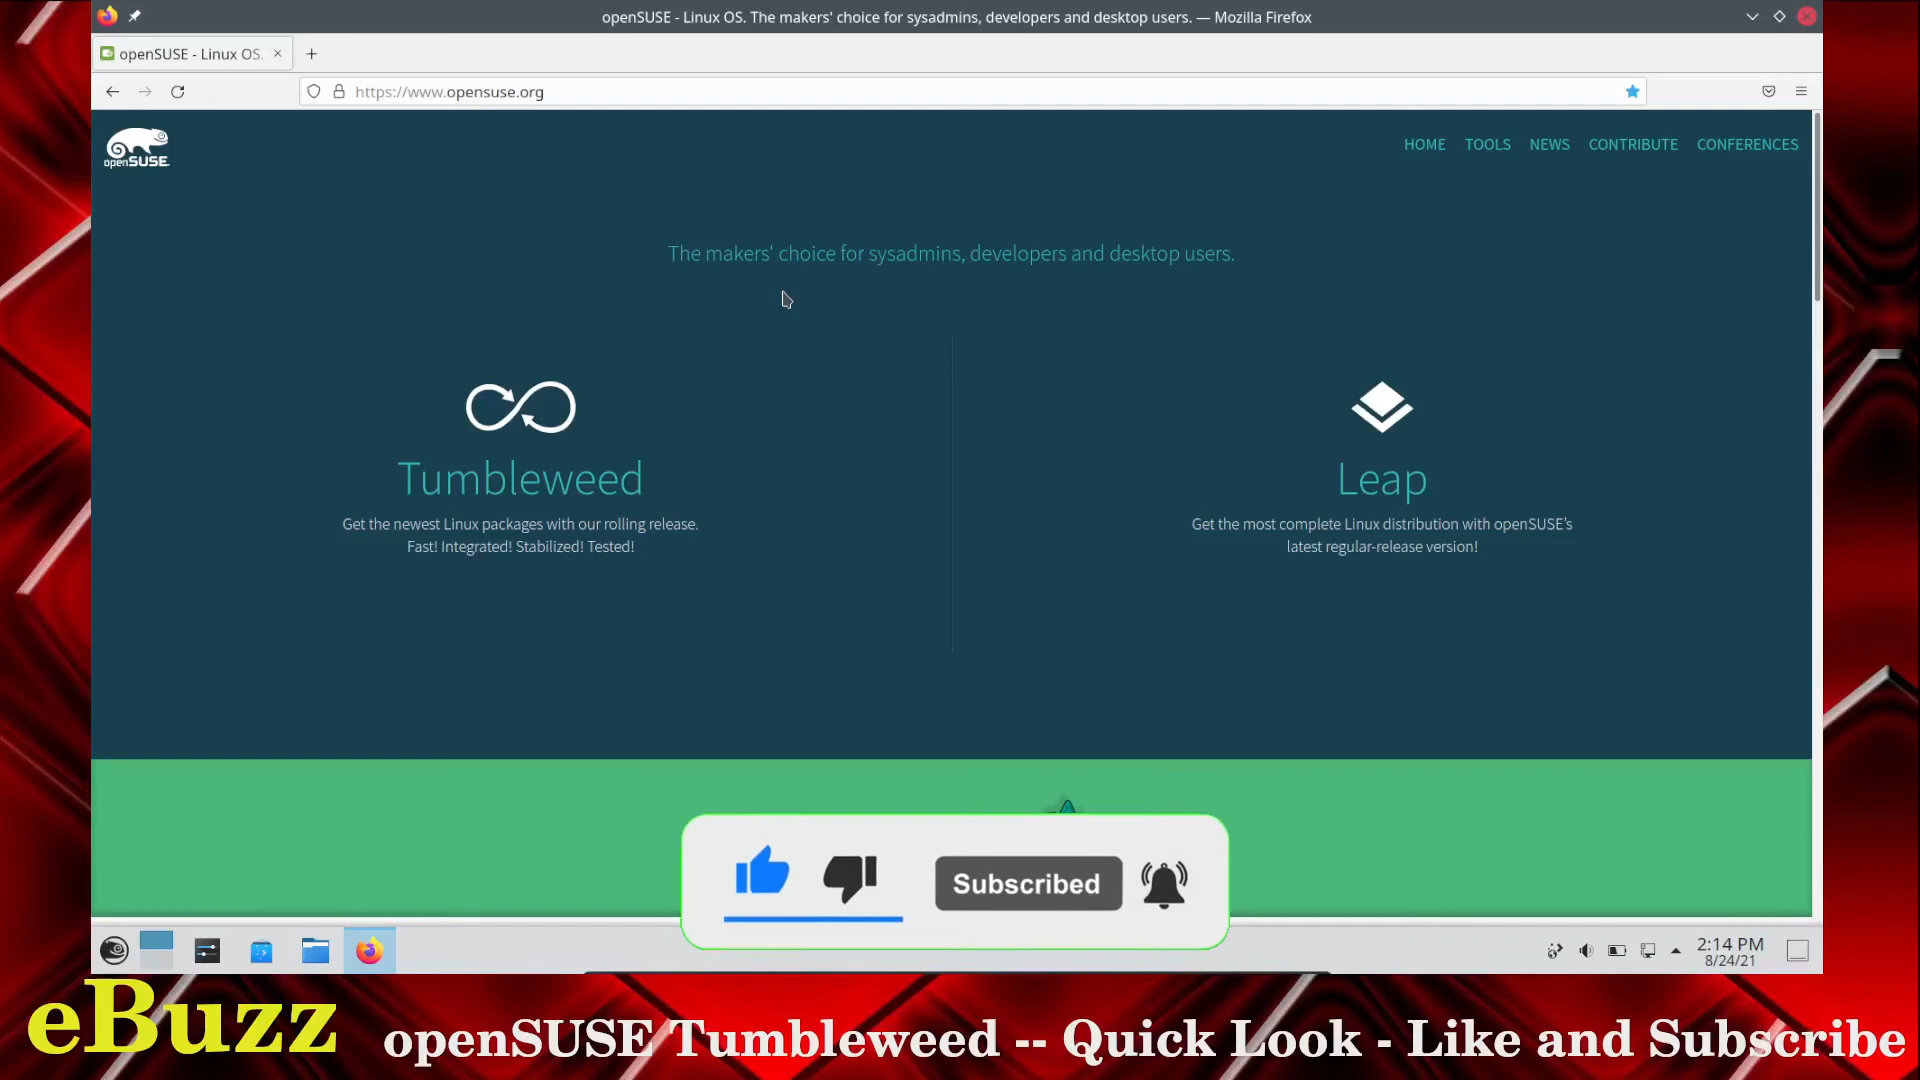 openSUSE - Linux OS. The makers' choice for sysadmins, developers and desktop users. — Mozilla Firefox
openSUSE - Linux OS.
https://www.opensuse.org
openSUSE.
HOME TOOLS NEWS CONTRIBUTE CONFERENCES
The makers' choice for sysadmins, developers and desktop users.
Tumbleweed
Get the newest Linux packages with our rolling release.
Fast! Integrated! Stabilized! Tested!
Leap
Get the most complete Linux distribution with openSUSE's
latest regular-release version!
Subscribed
2:14 PM
8/24/21
eBuzz
openSUSE Tumbleweed -- Quick Look - Like and Subscribe